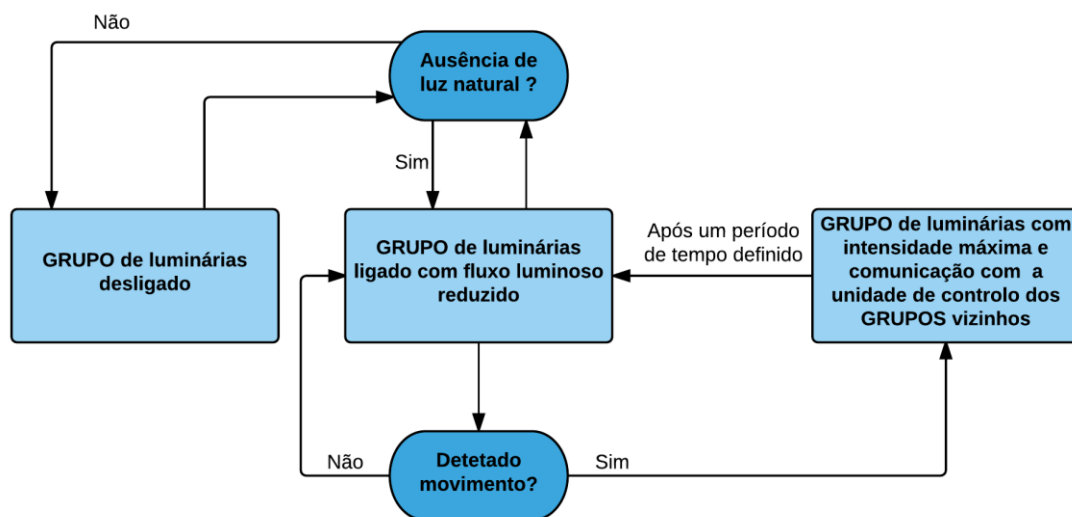 Não
Ausência de
luz natural ?
Sim
GRUPO de luminárias
desligado
GRUPO de luminárias
ligado com fluxo luminoso
reduzido
Após um período
de tempo definido
GRUPO de luminárias com
intensidade máxima e
comunicação com a
unidade de controlo dos
GRUPOS vizinhos
Não
Detetado
movimento?
Sim